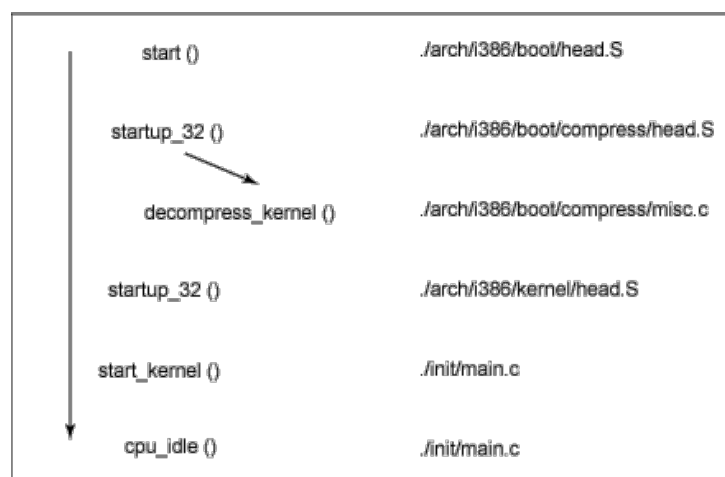 start () ./arch/i386/boot/head.S
startup_32 () ./arch/i386/boot/compress/head.S
decompress_kernel () ./arch/i386/boot/compress/misc.c
startup_32 () ./arch/i386/kernel/head.S
start_kernel () ./init/main.c
cpu_idle () ./init/main.c